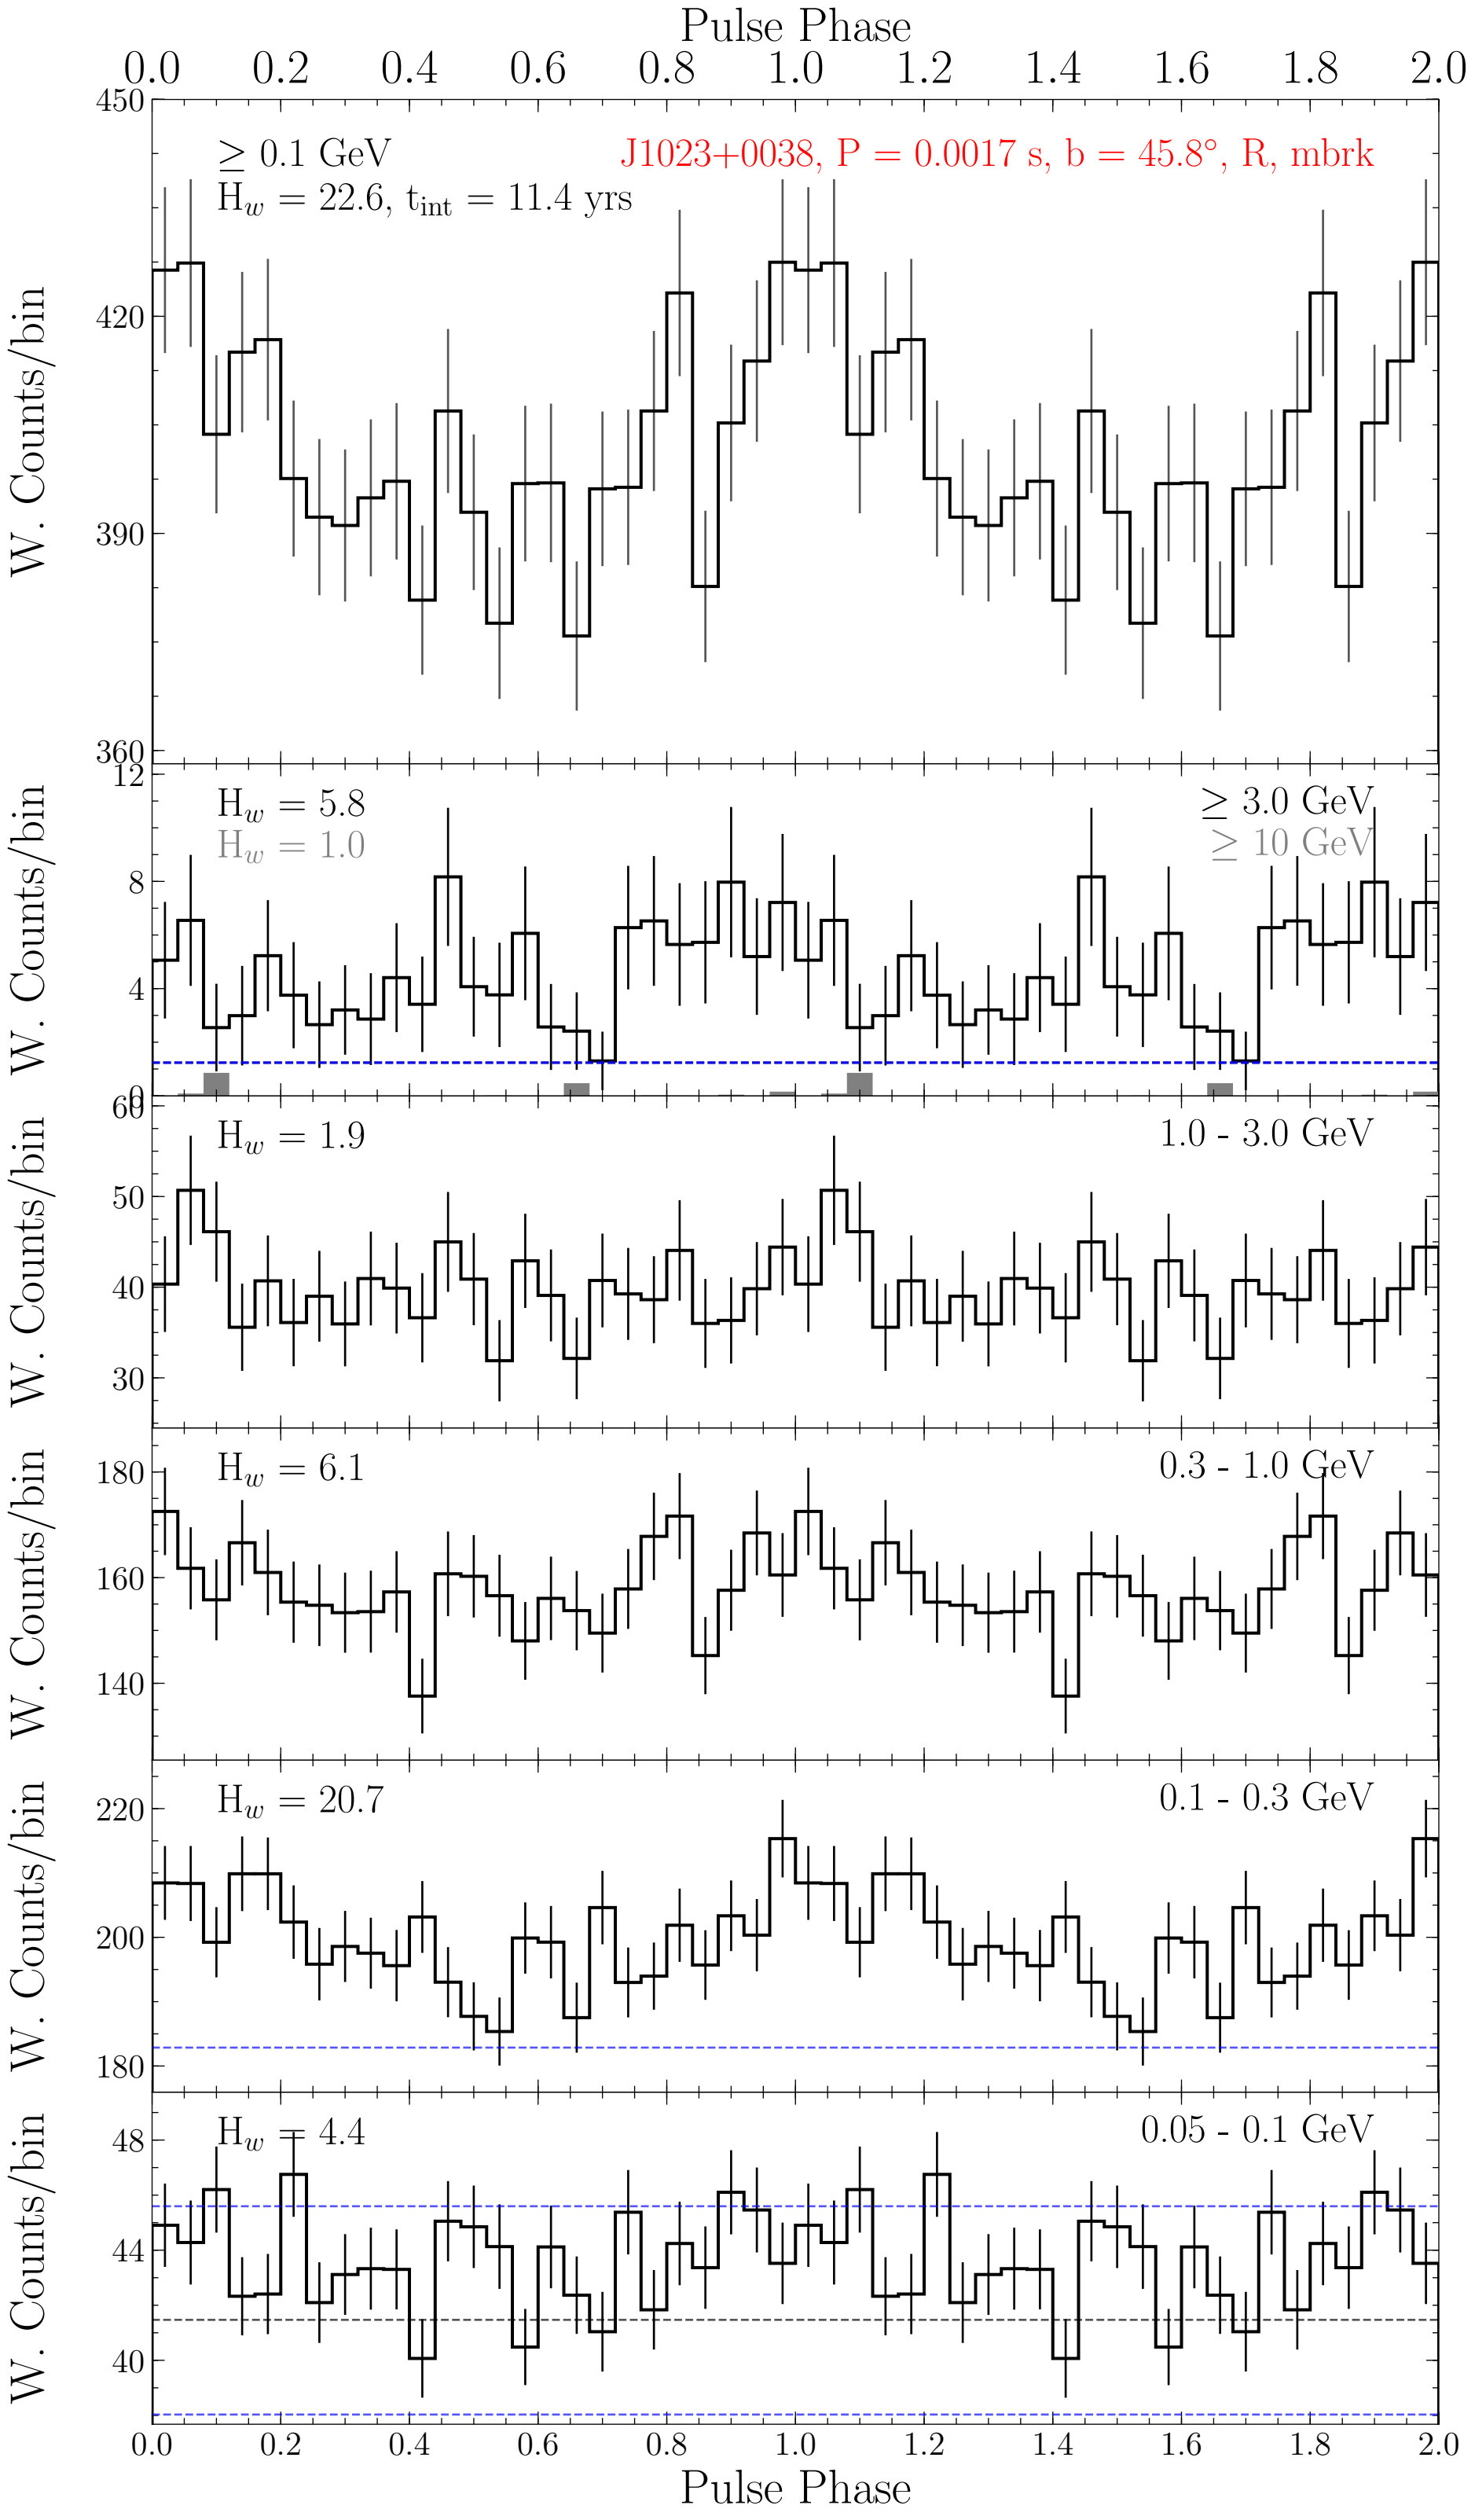 Pulse Phase
0.0 0.2 0.4 0.6 0.8 1.0 1.2 1.4 1.6 1.8 2.0
450
≥ 0.1 GeV
J1023+0038, P = 0.0017 s, b = 45.8°, R, mbrk
H_w = 22.6, t_int = 11.4 yrs
420
390
360
W. Counts/bin
12
H_w = 5.8
≥ 3.0 GeV
H_w = 1.0
≥ 10 GeV
8
4
0
W. Counts/bin
60
H_w = 1.9
1.0 - 3.0 GeV
50
40
30
W. Counts/bin
H_w = 6.1
0.3 - 1.0 GeV
180
160
140
W. Counts/bin
H_w = 20.7
0.1 - 0.3 GeV
220
200
180
W. Counts/bin
H_w = 4.4
0.05 - 0.1 GeV
48
44
40
W. Counts/bin
0.0 0.2 0.4 0.6 0.8 1.0 1.2 1.4 1.6 1.8 2.0
Pulse Phase